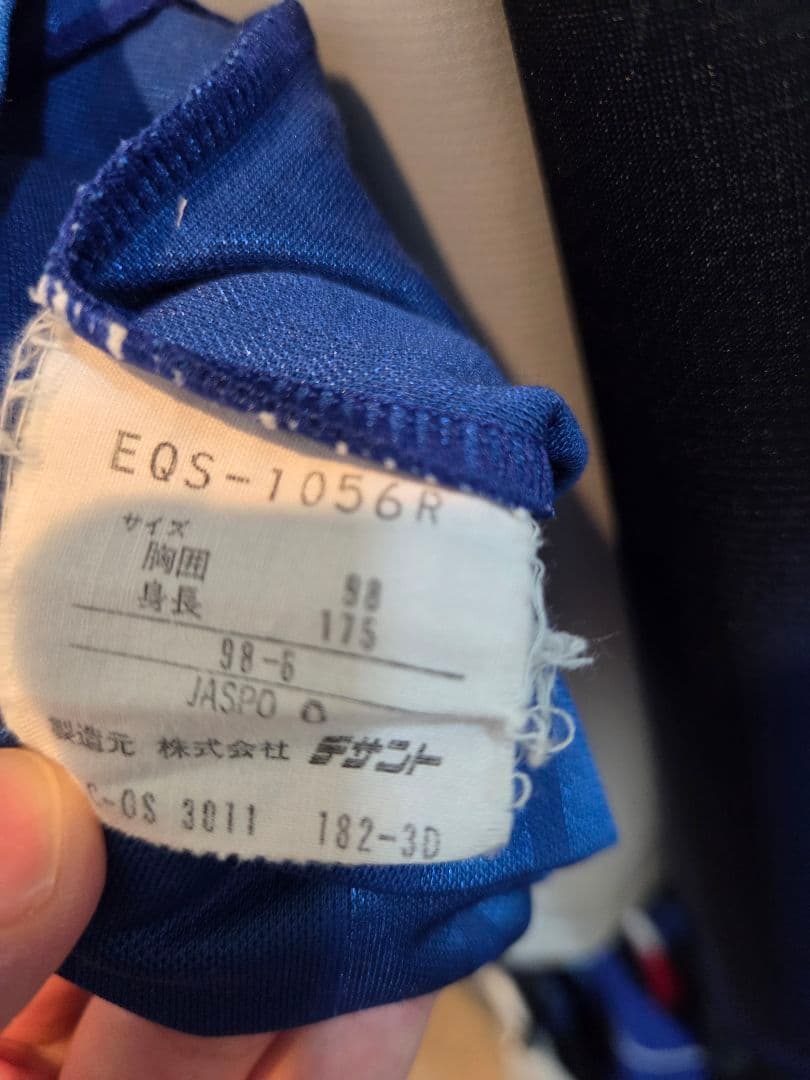 EQS-1056R
サイズ
胸囲 98
身長 175
98-6
JASPO
製造元 株式会社 デサント
-OS 3011 182-3D